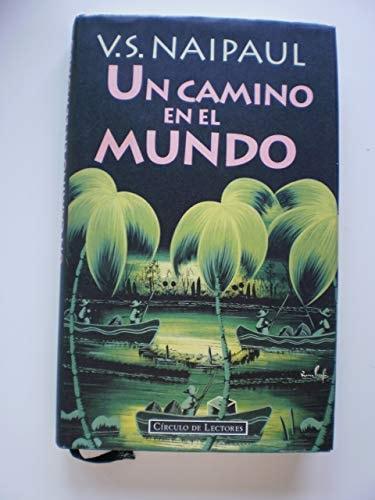 V.S. NAIPAUL
UN CAMINO
EN EL
MUNDO
CÍRCULO DE LECTORES